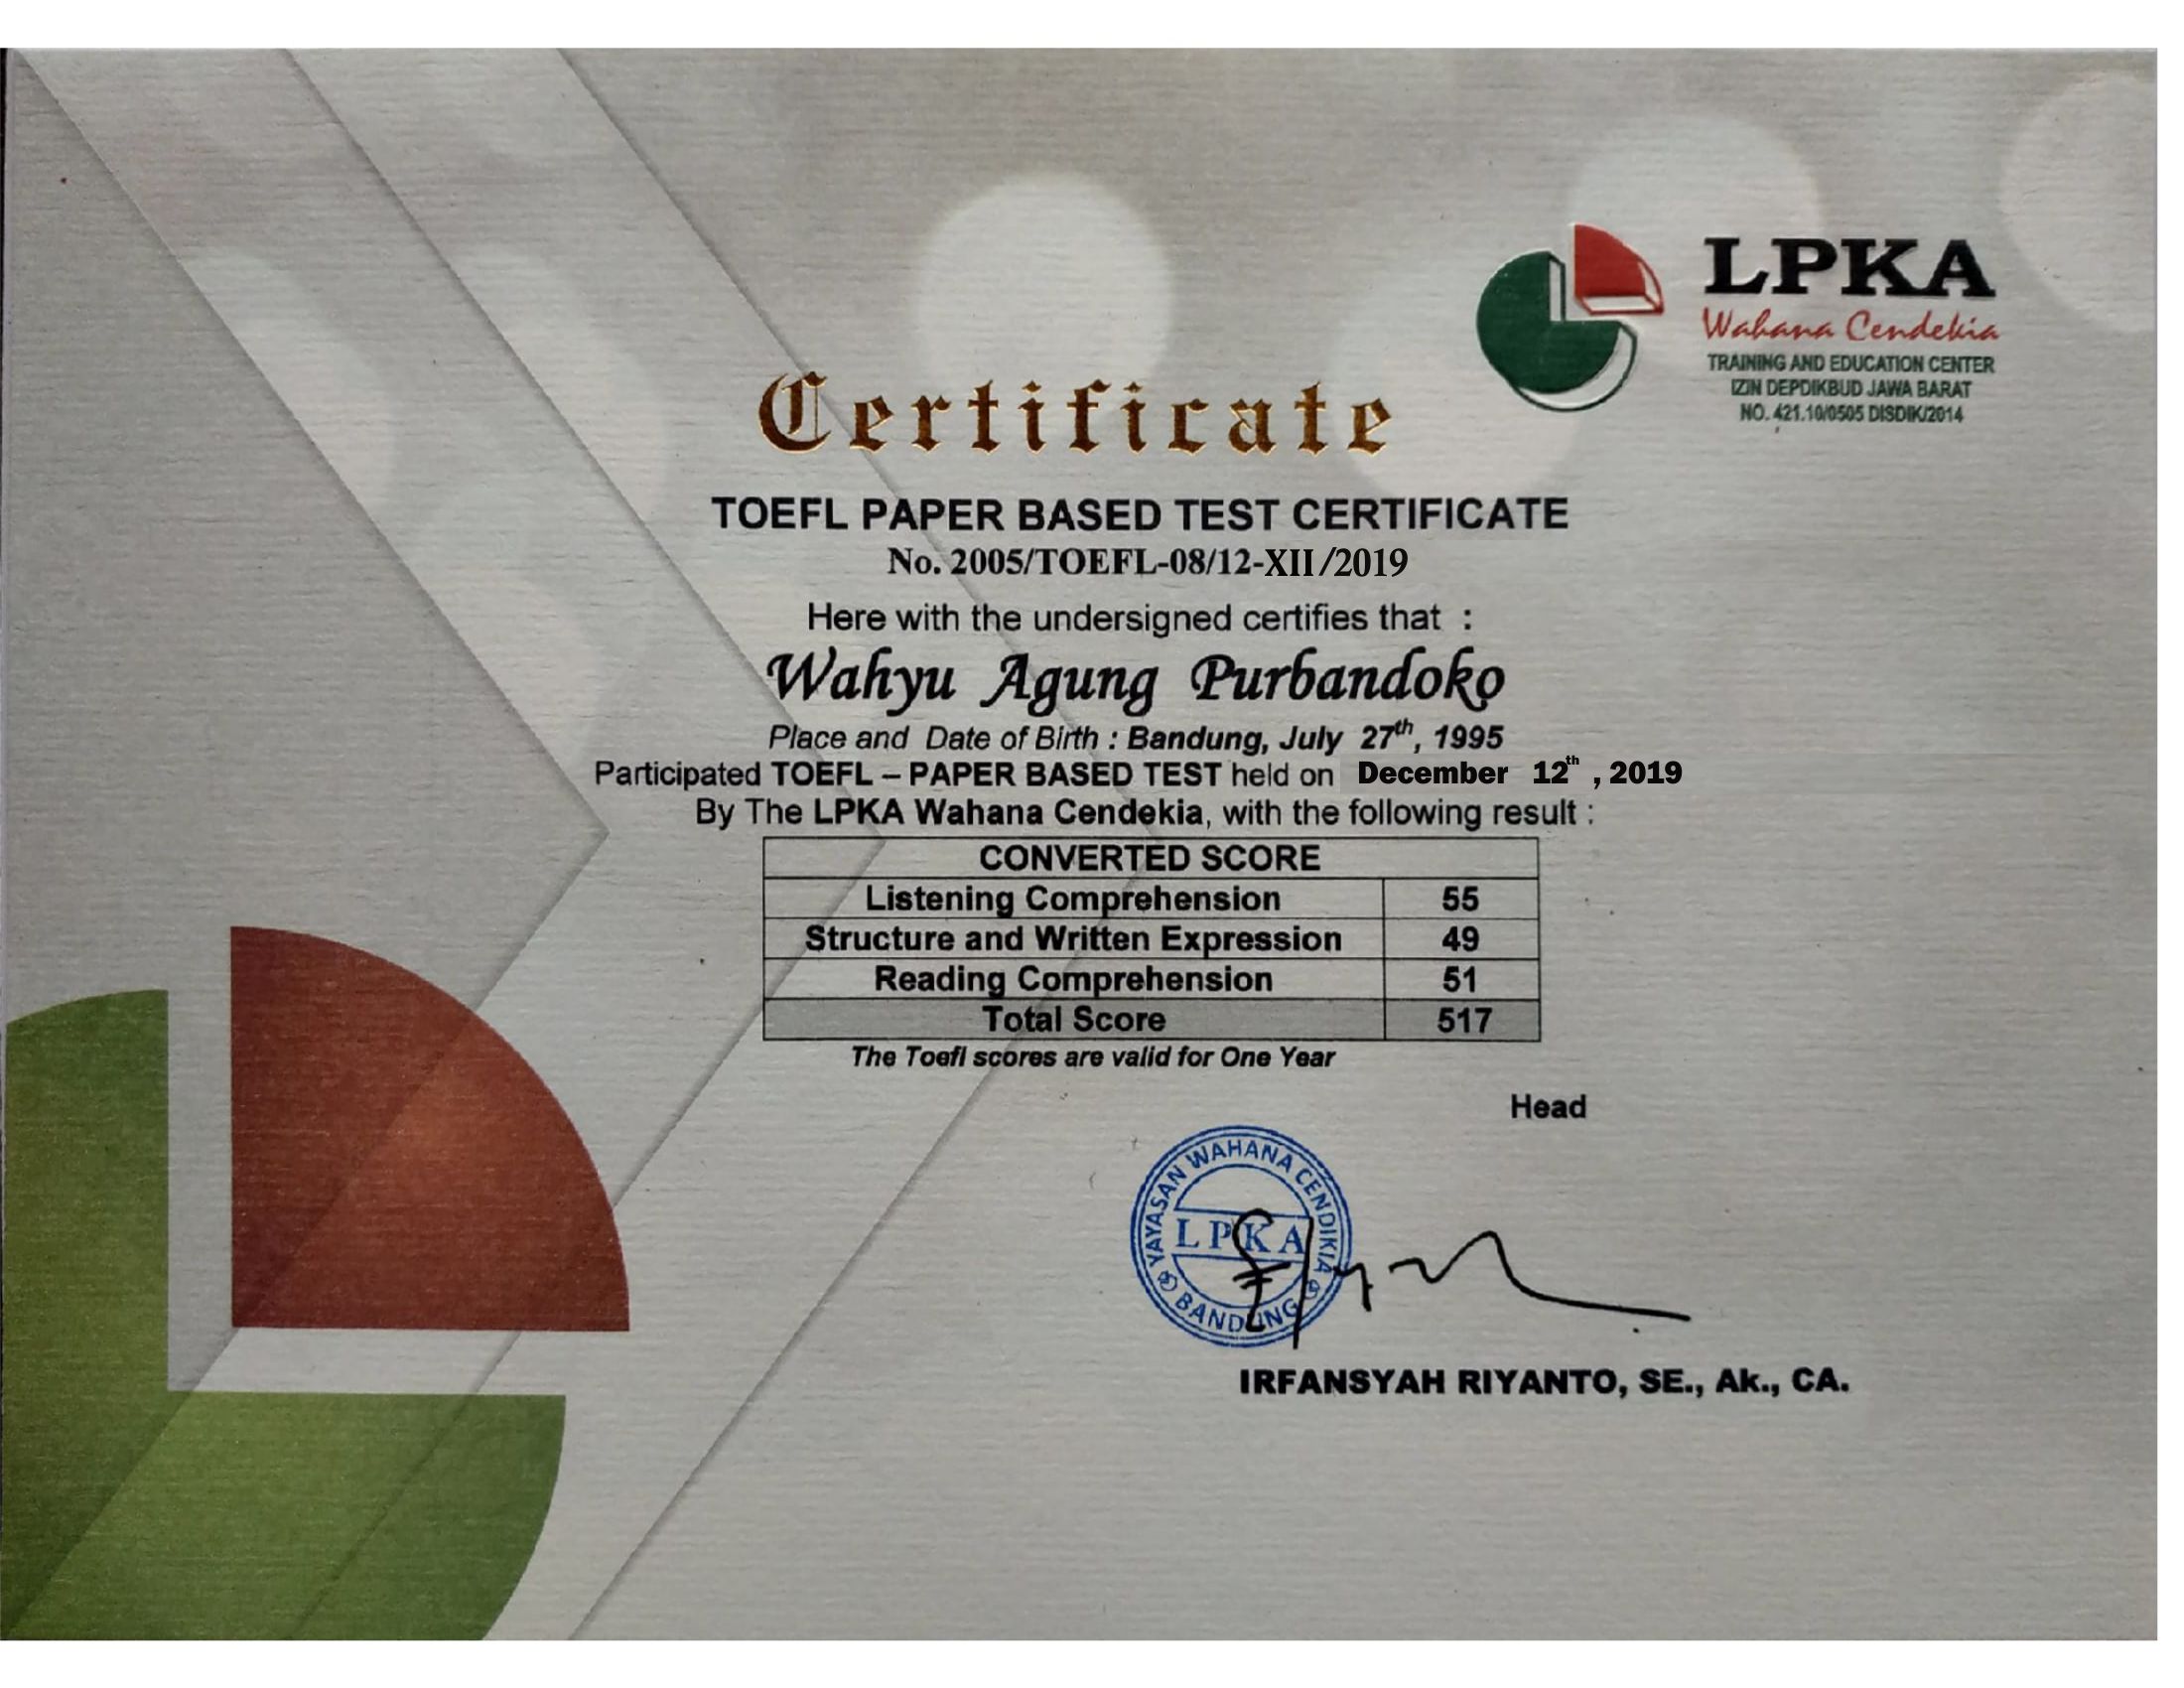 LPKA
Wahana Cendekia
TRAINING AND EDUCATION CENTER
IZIN DEPDIKBUD JAWA BARAT
NO. 421.10/0505 DISDIK/2014
Certificate
TOEFL PAPER BASED TEST CERTIFICATE
No. 2005/TOEFL-08/12-XII/2019
Here with the undersigned certifies that :
Wahyu Agung Purbandoko
Place and Date of Birth : Bandung, July 27th, 1995
Participated TOEFL – PAPER BASED TEST held on December 12th , 2019
By The LPKA Wahana Cendekia, with the following result :
CONVERTED SCORE
Listening Comprehension 55
Structure and Written Expression 49
Reading Comprehension 51
Total Score 517
The Toefl scores are valid for One Year
Head
YAYASAN WAHANA CENDIKIA
LPKA
BANDUNG
IRFANSYAH RIYANTO, SE., Ak., CA.